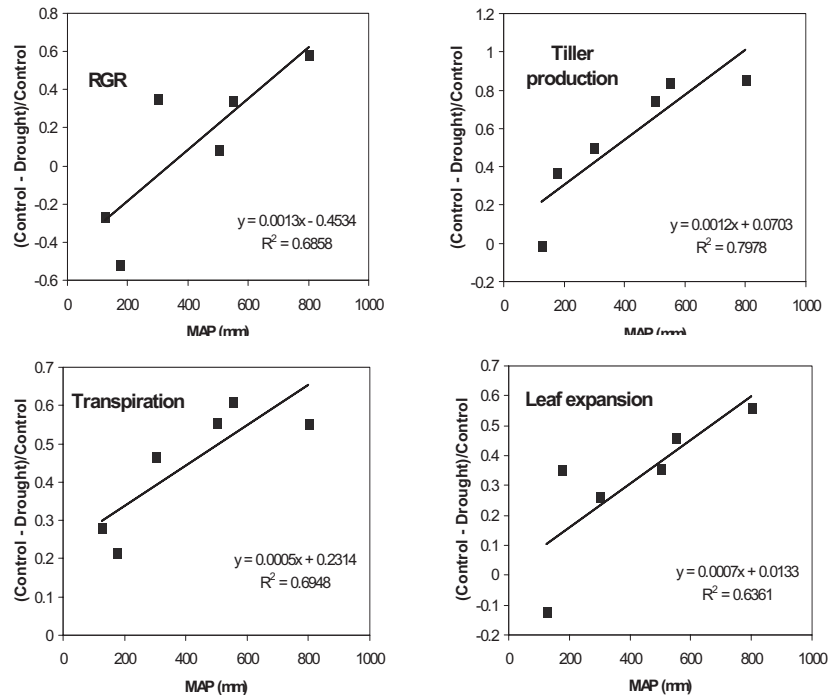 0.8
0.6
0.4
0.2
0
-0.2
-0.4
-0.6
(Control - Drought)/Control
RGR
y = 0.0013x - 0.4534
R² = 0.6858
0 200 400 600 800 1000
MAP (mm)
1.2
1
0.8
0.6
0.4
0.2
0
-0.2
(Control - Drought)/Control
Tiller
production
y = 0.0012x + 0.0703
R² = 0.7978
0 200 400 600 800 1000
MAP (mm)
0.7
0.6
0.5
0.4
0.3
0.2
0.1
0
(Control - Drought)/Control
Transpiration
y = 0.0005x + 0.2314
R² = 0.6948
0 200 400 600 800 1000
MAP (mm)
0.7
0.6
0.5
0.4
0.3
0.2
0.1
0
-0.1
-0.2
(Control - Drought)/Control
Leaf expansion
y = 0.0007x + 0.0133
R² = 0.6361
0 200 400 600 800 1000
MAP (mm)